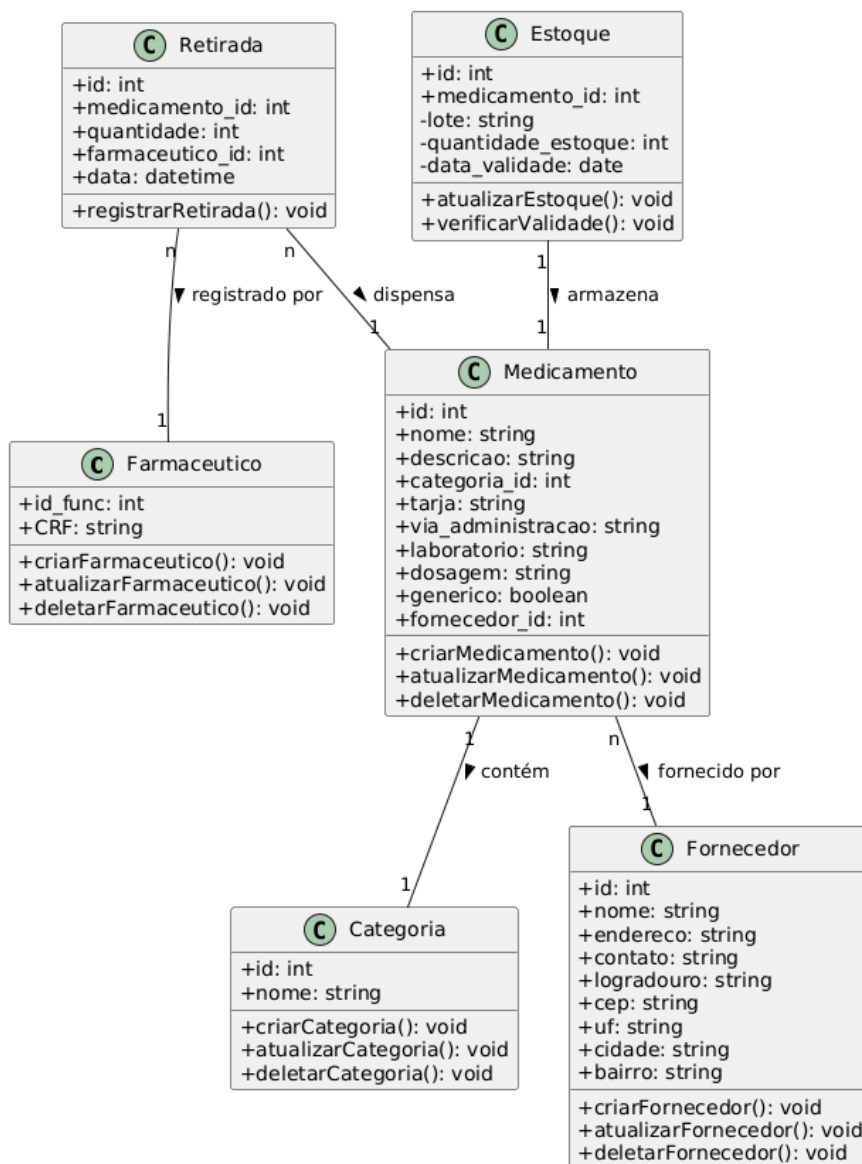 C Retirada
+id: int
+medicamento_id: int
+quantidade: int
+farmaceutico_id: int
+data: datetime
+registrarRetirada(): void
C Estoque
+id: int
+medicamento_id: int
-lote: string
-quantidade_estoque: int
-data_validade: date
+atualizarEstoque(): void
+verificarValidade(): void
n
registrado por
1
n
dispensa
1
1
armazena
1
C Farmaceutico
+id_func: int
+CRF: string
+criarFarmaceutico(): void
+atualizarFarmaceutico(): void
+deletarFarmaceutico(): void
C Medicamento
+id: int
+nome: string
+descricao: string
+categoria_id: int
+tarja: string
+via_administracao: string
+laboratorio: string
+dosagem: string
+generico: boolean
+fornecedor_id: int
+criarMedicamento(): void
+atualizarMedicamento(): void
+deletarMedicamento(): void
1
contém
1
n
fornecido por
1
C Categoria
+id: int
+nome: string
+criarCategoria(): void
+atualizarCategoria(): void
+deletarCategoria(): void
C Fornecedor
+id: int
+nome: string
+endereco: string
+contato: string
+logradouro: string
+cep: string
+uf: string
+cidade: string
+bairro: string
+criarFornecedor(): void
+atualizarFornecedor(): void
+deletarFornecedor(): void